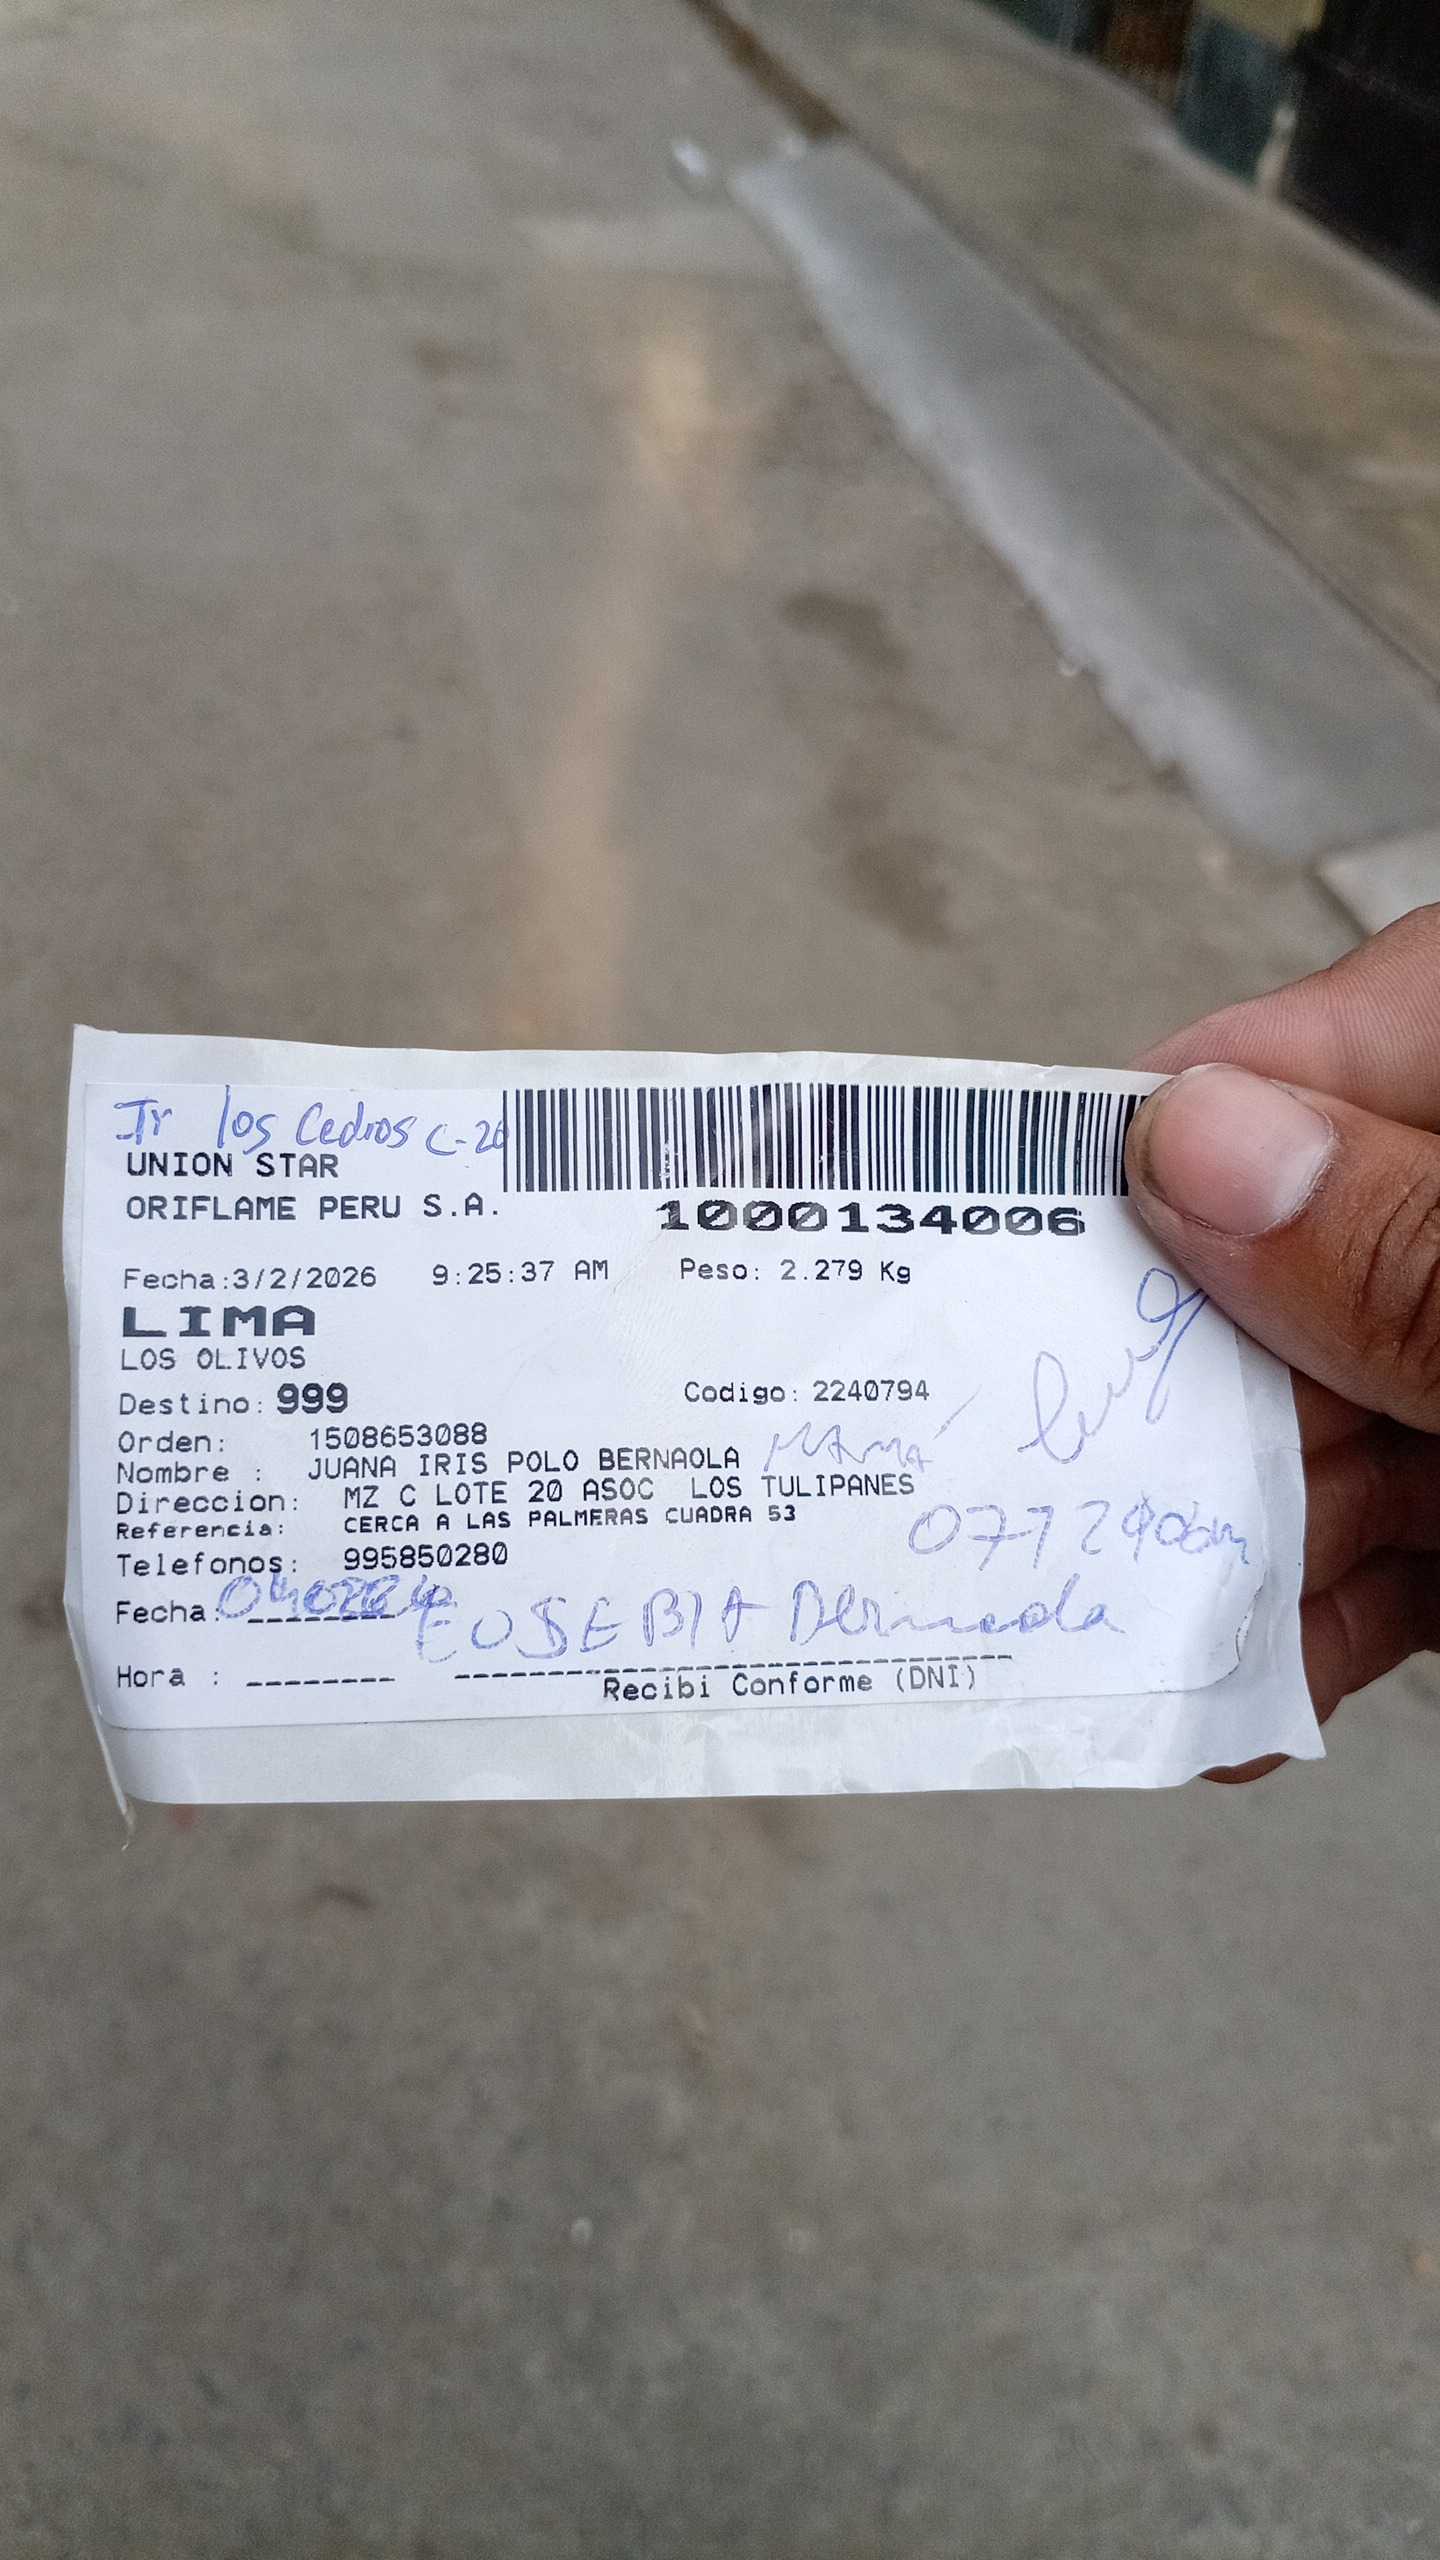 Jr los Cedros C-20
UNION STAR
ORIFLAME PERU S.A.
1000134006
Fecha:3/2/2026 9:25:37 AM Peso: 2.279 Kg
LIMA
LOS OLIVOS
Destino: 999 Codigo: 2240794
Orden: 1508653088
Nombre : JUANA IRIS POLO BERNAOLA MAMÁ
Direccion: MZ C LOTE 20 ASOC LOS TULIPANES
Referencia: CERCA A LAS PALMERAS CUADRA 53
Telefonos: 995850280
Fecha:
EUSEBIA Bernaola
Hora :
Recibi Conforme (DNI)